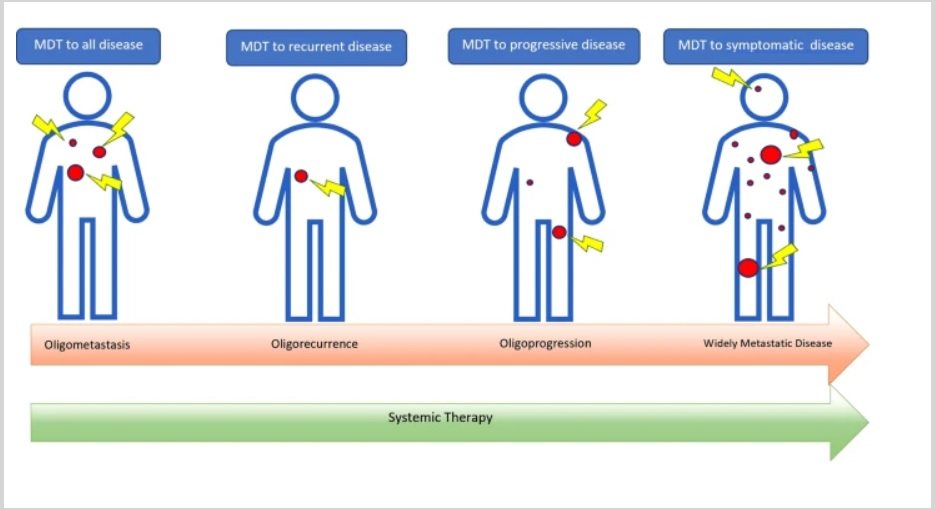 MDT to all disease
MDT to recurrent disease
MDT to progressive disease
MDT to symptomatic disease
Oligometastasis
Oligorecurrence
Oligoprogression
Widely Metastatic Disease
Systemic Therapy